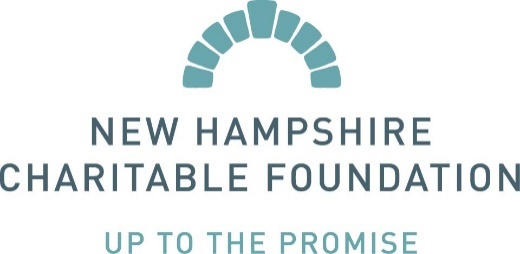 NEW HAMPSHIRE
CHARITABLE FOUNDATION
UP TO THE PROMISE